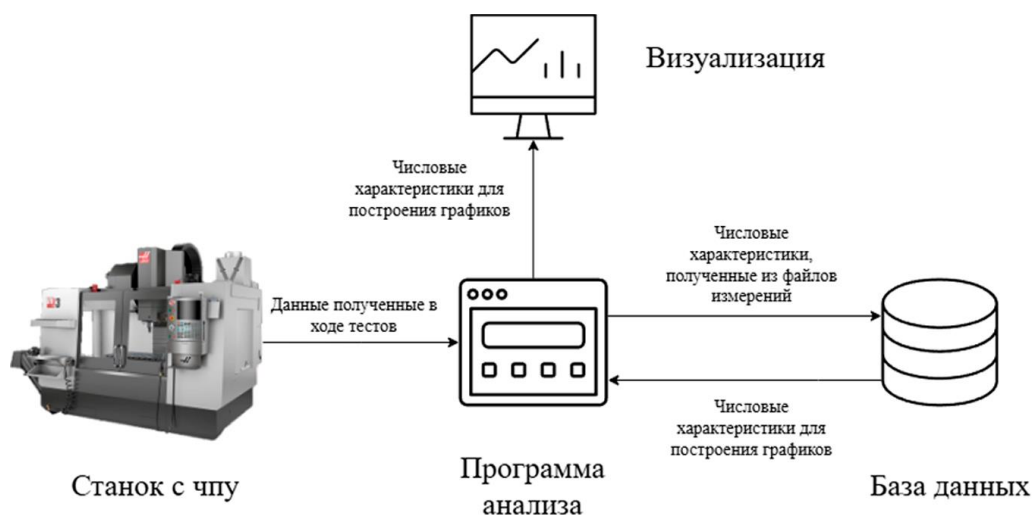 Визуализация
Числовые
характеристики для
построения графиков
Числовые
характеристики,
полученные из файлов
измерений
Данные полученные в
ходе тестов
Числовые
характеристики для
построения графиков
Станок с чпу
Программа
анализа
База данных